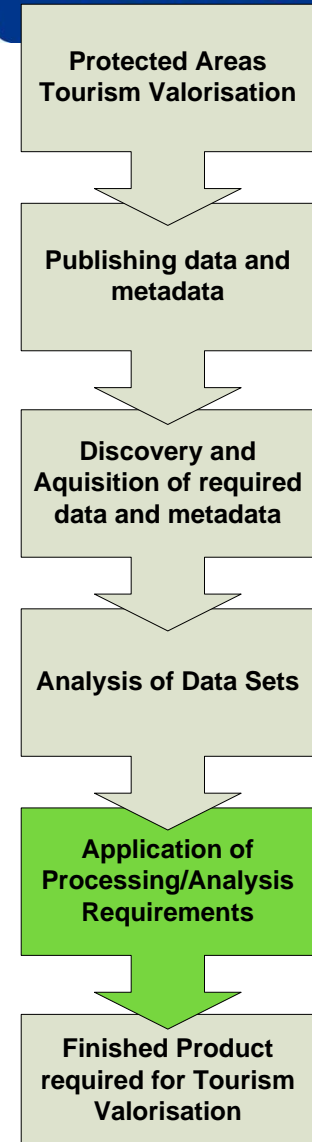 Protected Areas
Tourism Valorisation
Publishing data and
metadata
Discovery and
Aquisition of required
data and metadata
Analysis of Data Sets
Application of
Processing/Analysis
Requirements
Finished Product
required for Tourism
Valorisation